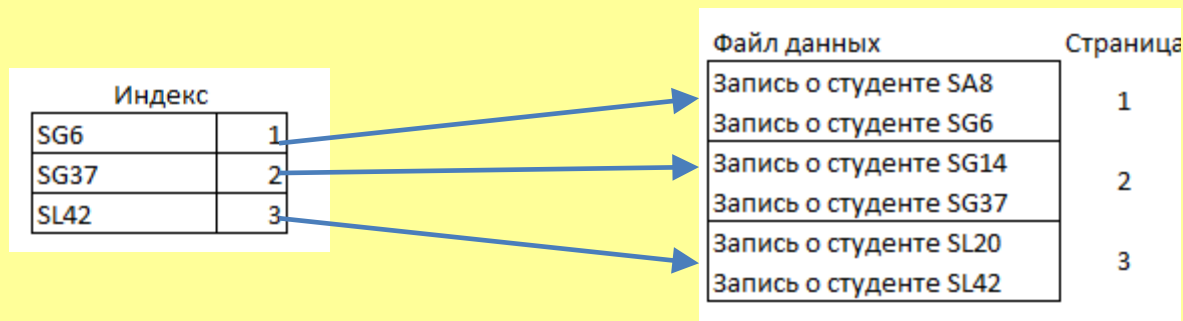 Индекс
SG6 1
SG37 2
SL42 3
Файл данных Страница
Запись о студенте SA8
1
Запись о студенте SG6
Запись о студенте SG14
2
Запись о студенте SG37
Запись о студенте SL20
3
Запись о студенте SL42